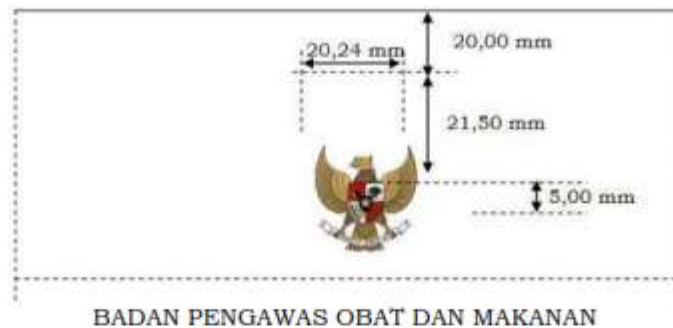 20,24 mm
20,00 mm
21,50 mm
5,00 mm
BADAN PENGAWAS OBAT DAN MAKANAN